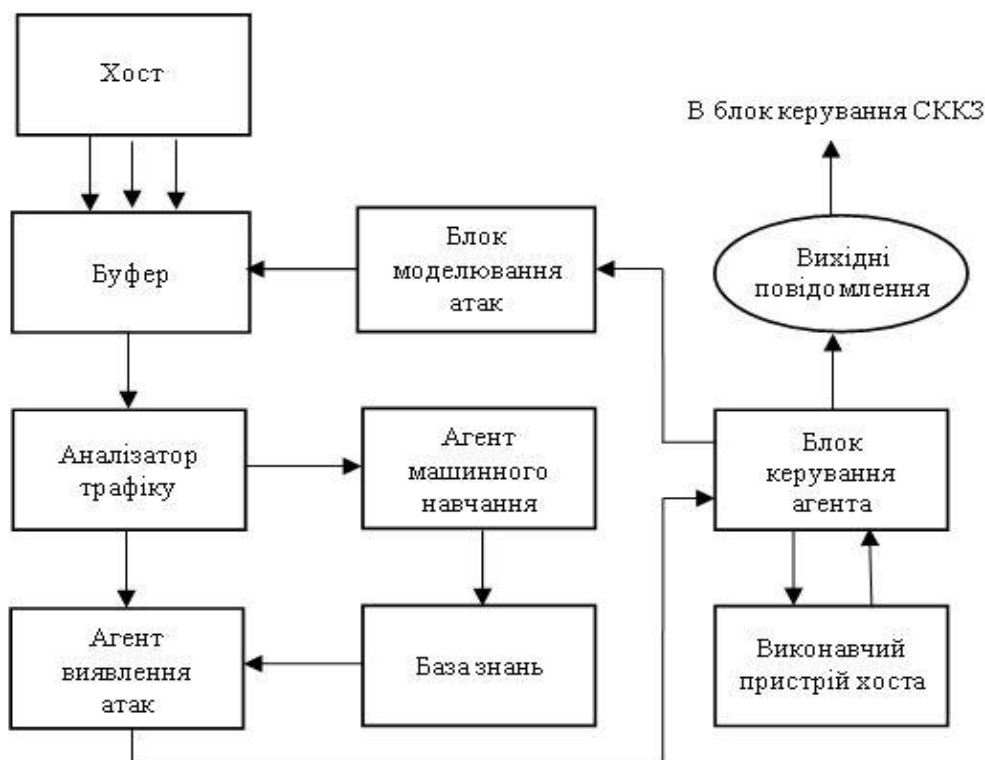 Хост
В блок керування СККЗ
Буфер
Блок
моделювання
атак
Вихідні
повідомлення
Аналізатор
трафіку
Агент
машинного
навчання
Блок
керування
агента
Агент
виявлення
атак
База знань
Виконавчий
пристрій хоста